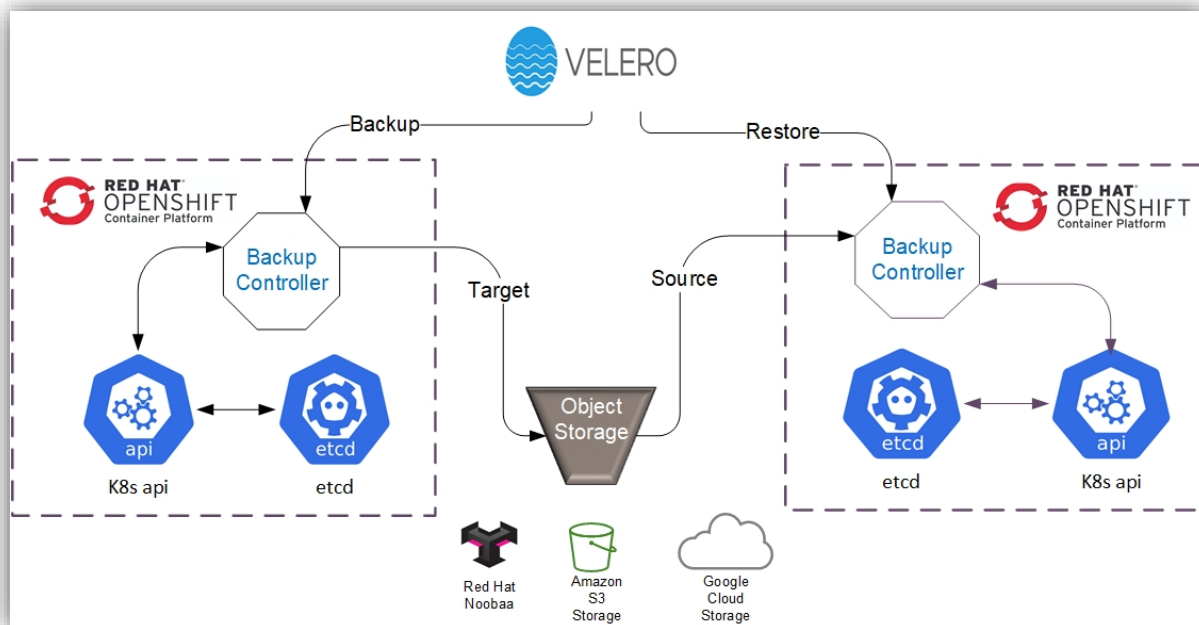 VELERO
Backup
Restore
RED HAT®
OPENSHIFT
Container Platform
RED HAT®
OPENSHIFT
Container Platform
Backup
Controller
Backup
Controller
Target
Source
Object
Storage
api
K8s api
etcd
etcd
etcd
etcd
api
K8s api
Red Hat
Noobaa
Amazon
S3
Storage
Google
Cloud
Storage